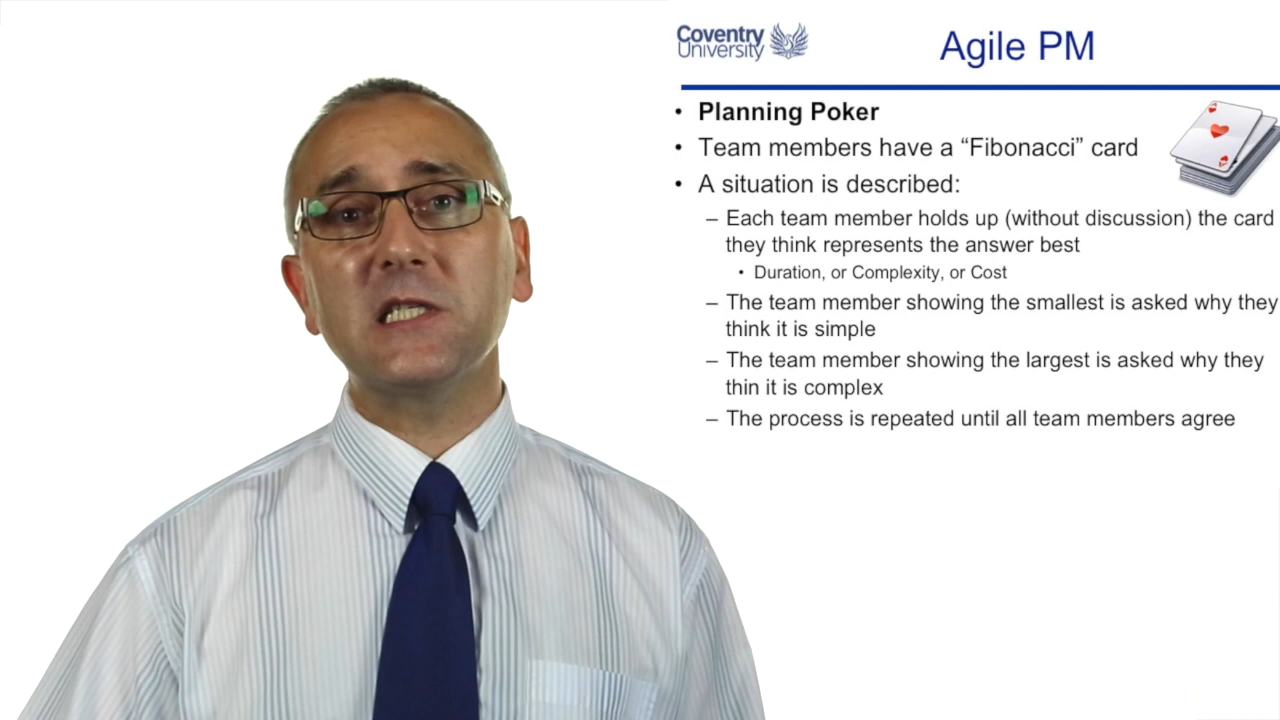 Coventry
University
Agile PM
• Planning Poker
• Team members have a “Fibonacci” card
• A situation is described:
– Each team member holds up (without discussion) the card
they think represents the answer best
• Duration, or Complexity, or Cost
– The team member showing the smallest is asked why they
think it is simple
– The team member showing the largest is asked why they
thin it is complex
– The process is repeated until all team members agree